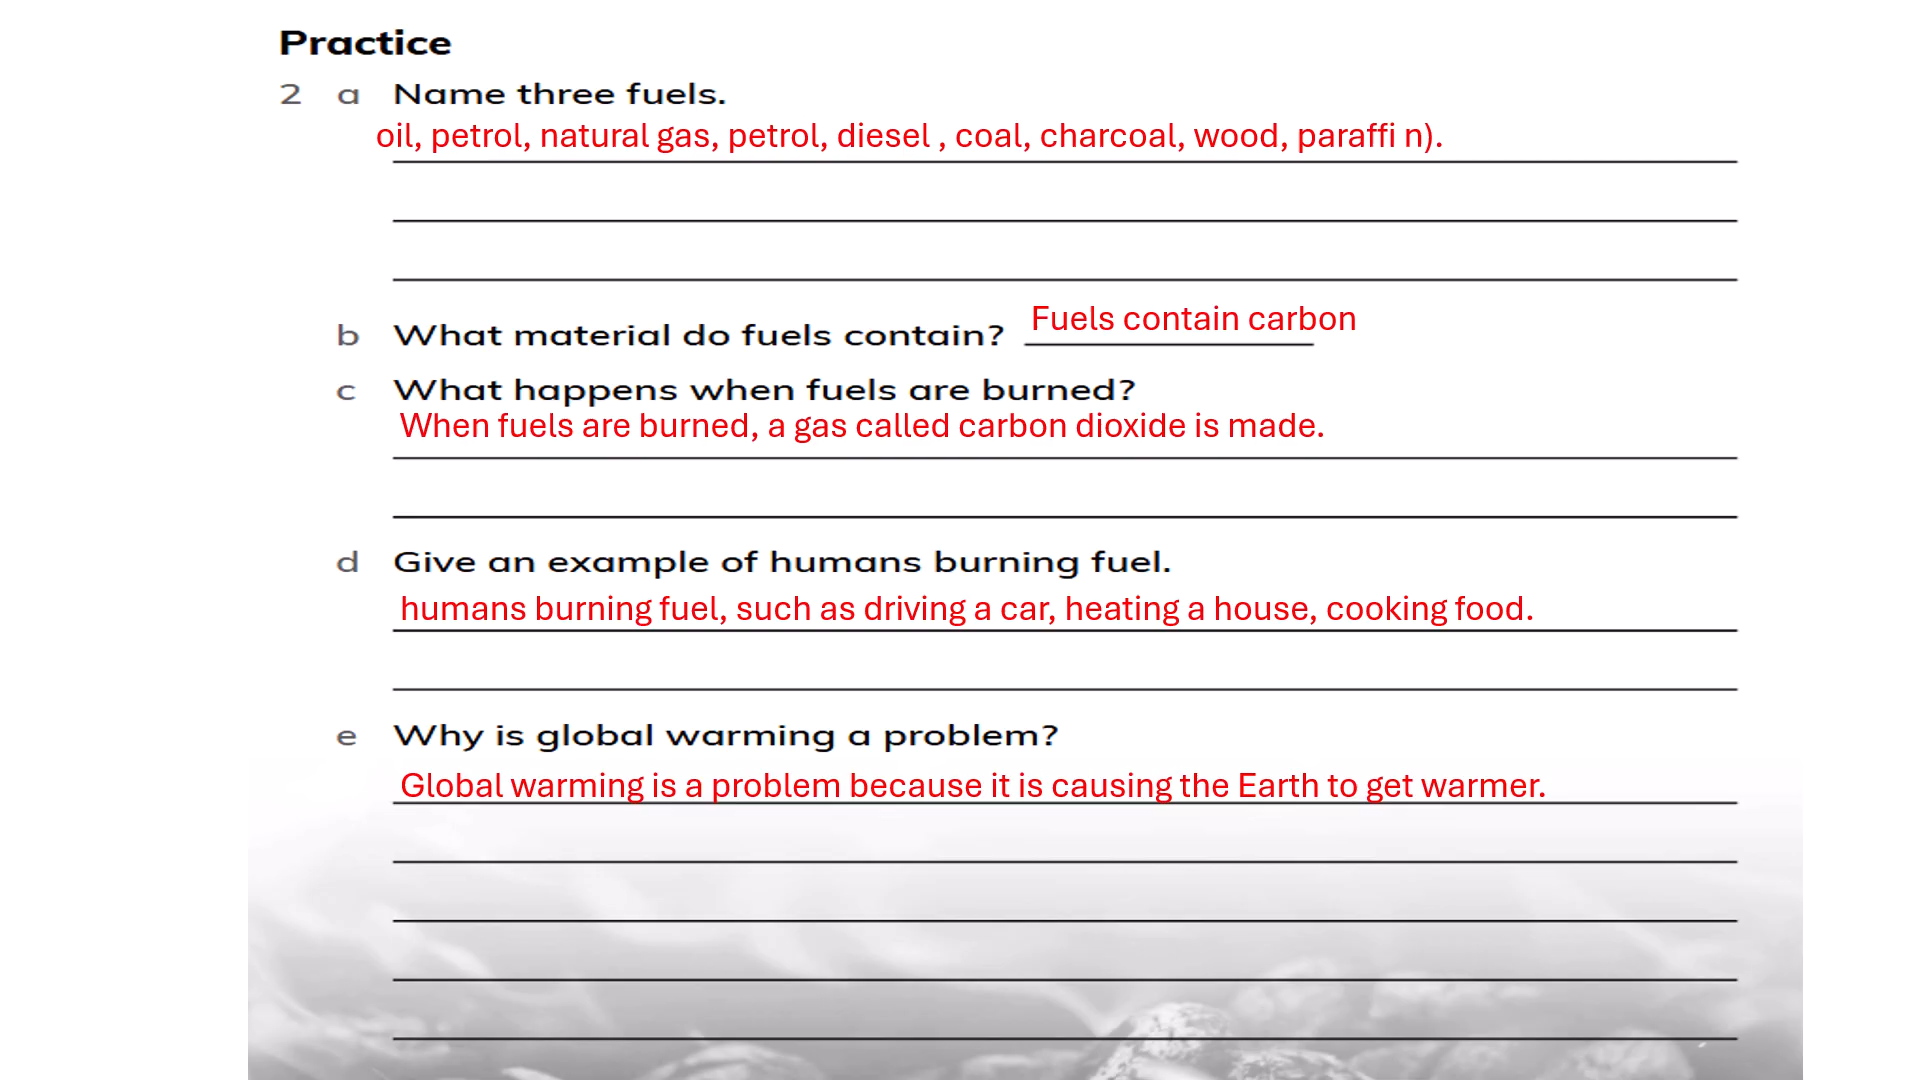 Practice
2 a Name three fuels.
oil, petrol, natural gas, petrol, diesel , coal, charcoal, wood, paraffi n).
b What material do fuels contain? Fuels contain carbon
c What happens when fuels are burned?
When fuels are burned, a gas called carbon dioxide is made.
d Give an example of humans burning fuel.
humans burning fuel, such as driving a car, heating a house, cooking food.
e Why is global warming a problem?
Global warming is a problem because it is causing the Earth to get warmer.